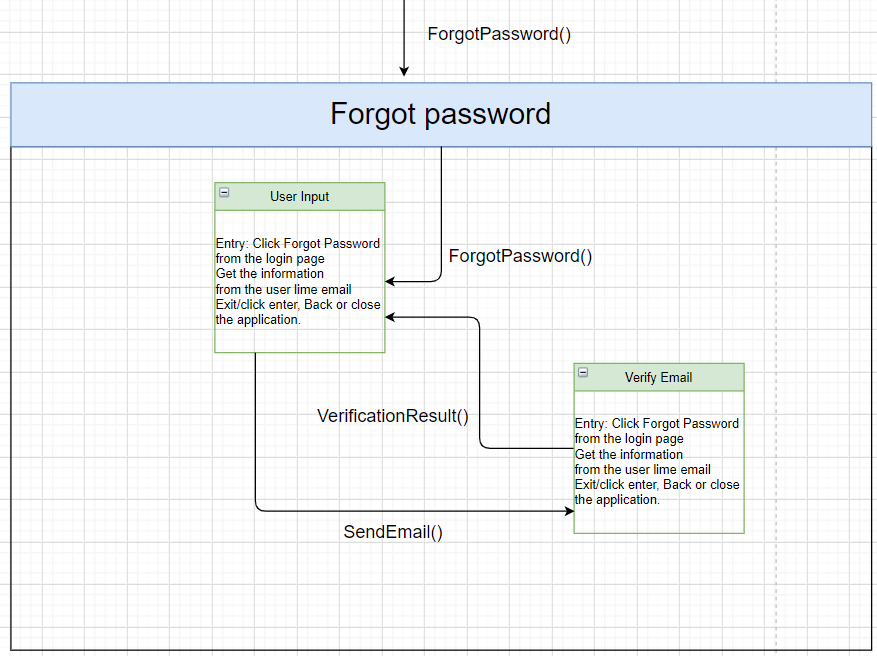 ForgotPassword()
Forgot password
User Input
Entry: Click Forgot Password
from the login page
Get the information
from the user lime email
Exit/click enter, Back or close
the application.
ForgotPassword()
VerificationResult()
Verify Email
Entry: Click Forgot Password
from the login page
Get the information
from the user lime email
Exit/click enter, Back or close
the application.
SendEmail()